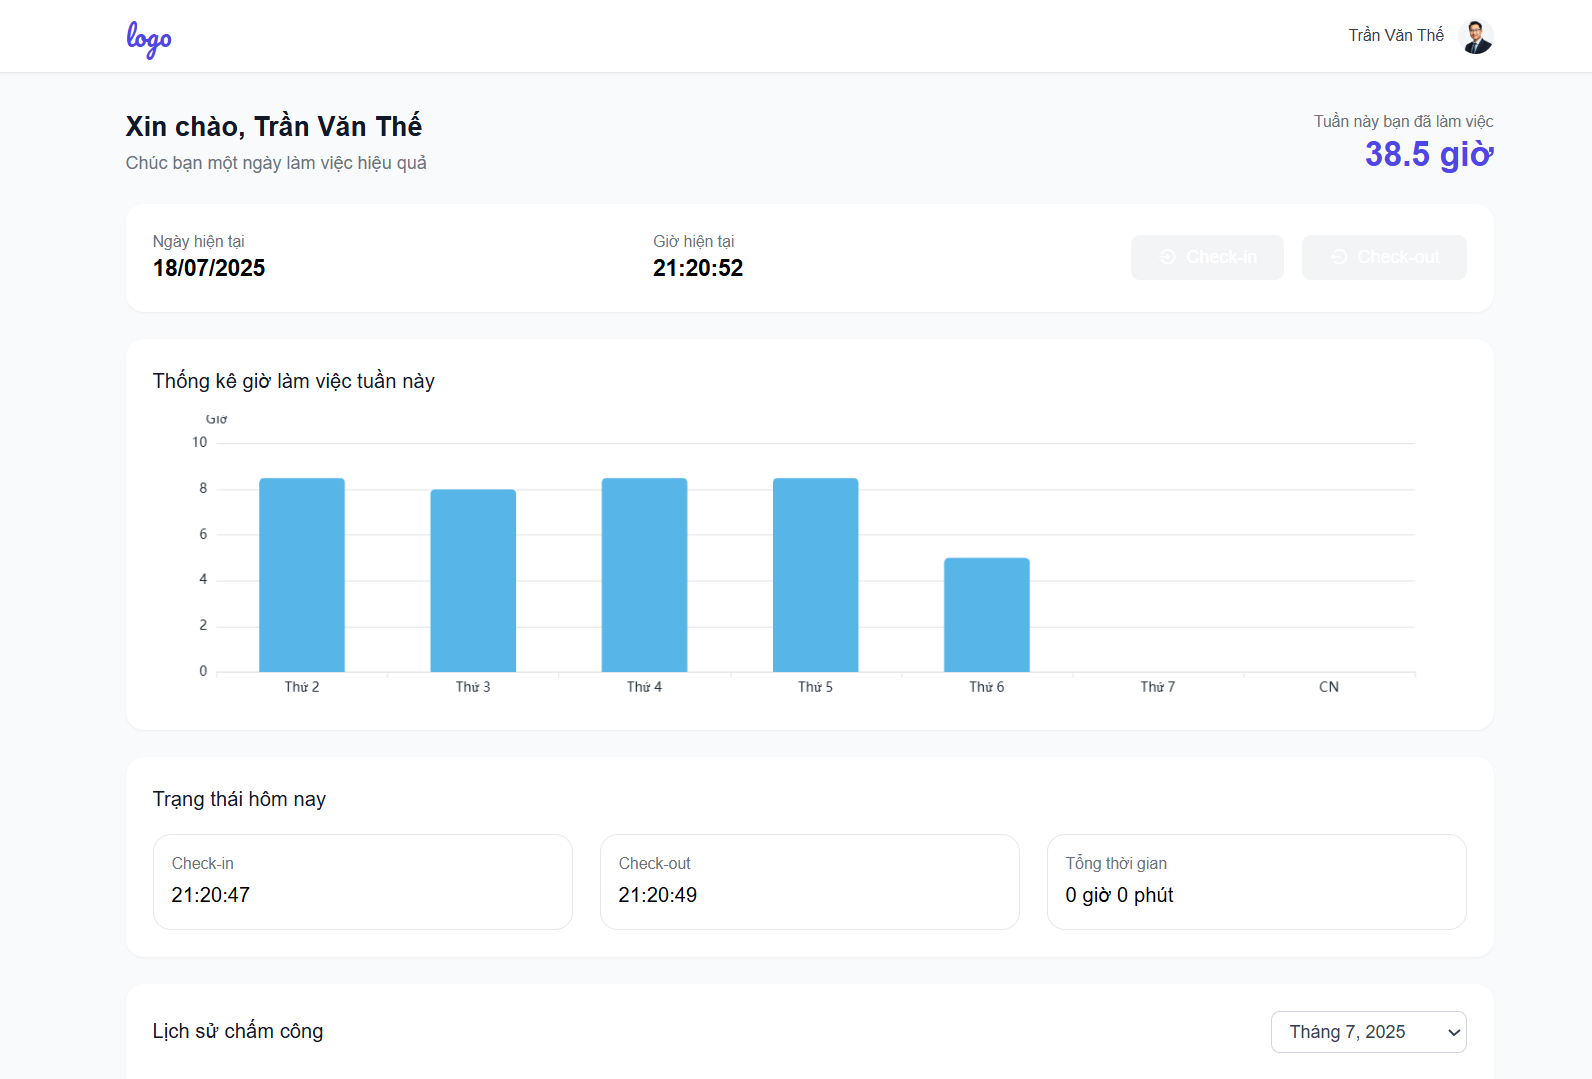 logo
Trần Văn Thế
Xin chào, Trần Văn Thế
Chúc bạn một ngày làm việc hiệu quả
Tuần này bạn đã làm việc
38.5 giờ
Ngày hiện tại
18/07/2025
Giờ hiện tại
21:20:52
Check-in
Check-out
Thống kê giờ làm việc tuần này
Giờ
10
8
6
4
2
0
Thứ 2
Thứ 3
Thứ 4
Thứ 5
Thứ 6
Thứ 7
CN
Trạng thái hôm nay
Check-in
21:20:47
Check-out
21:20:49
Tổng thời gian
0 giờ 0 phút
Lịch sử chấm công
Tháng 7, 2025